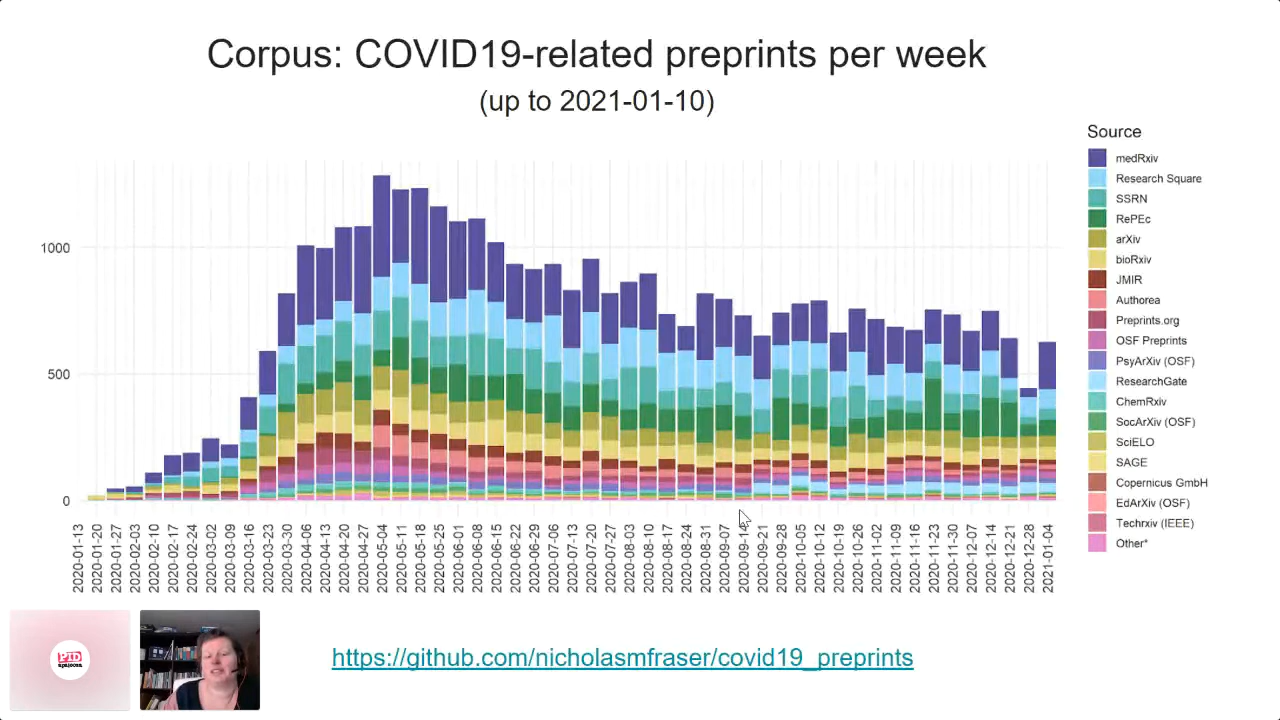 Corpus: COVID19-related preprints per week
(up to 2021-01-10)
Source
medRxiv
Research Square
SSRN
RePEc
arXiv
bioRxiv
JMIR
Authorea
Preprints.org
OSF Preprints
PsyArXiv (OSF)
ResearchGate
ChemRxiv
SocArXiv (OSF)
SciELO
SAGE
Copernicus GmbH
EdArXiv (OSF)
Techrxiv (IEEE)
Other*
1000
500
0
2020-01-13
2020-01-20
2020-01-27
2020-02-03
2020-02-10
2020-02-17
2020-02-24
2020-03-02
2020-03-09
2020-03-16
2020-03-23
2020-03-30
2020-04-06
2020-04-13
2020-04-20
2020-04-27
2020-05-04
2020-05-11
2020-05-18
2020-05-25
2020-06-01
2020-06-08
2020-06-15
2020-06-22
2020-06-29
2020-07-06
2020-07-13
2020-07-20
2020-07-27
2020-08-03
2020-08-10
2020-08-17
2020-08-24
2020-08-31
2020-09-07
2020-09-14
2020-09-21
2020-09-28
2020-10-05
2020-10-12
2020-10-19
2020-10-26
2020-11-02
2020-11-09
2020-11-16
2020-11-23
2020-11-30
2020-12-07
2020-12-14
2020-12-21
2020-12-28
2021-01-04
PID
apalooza
https://github.com/nicholasmfraser/covid19_preprints